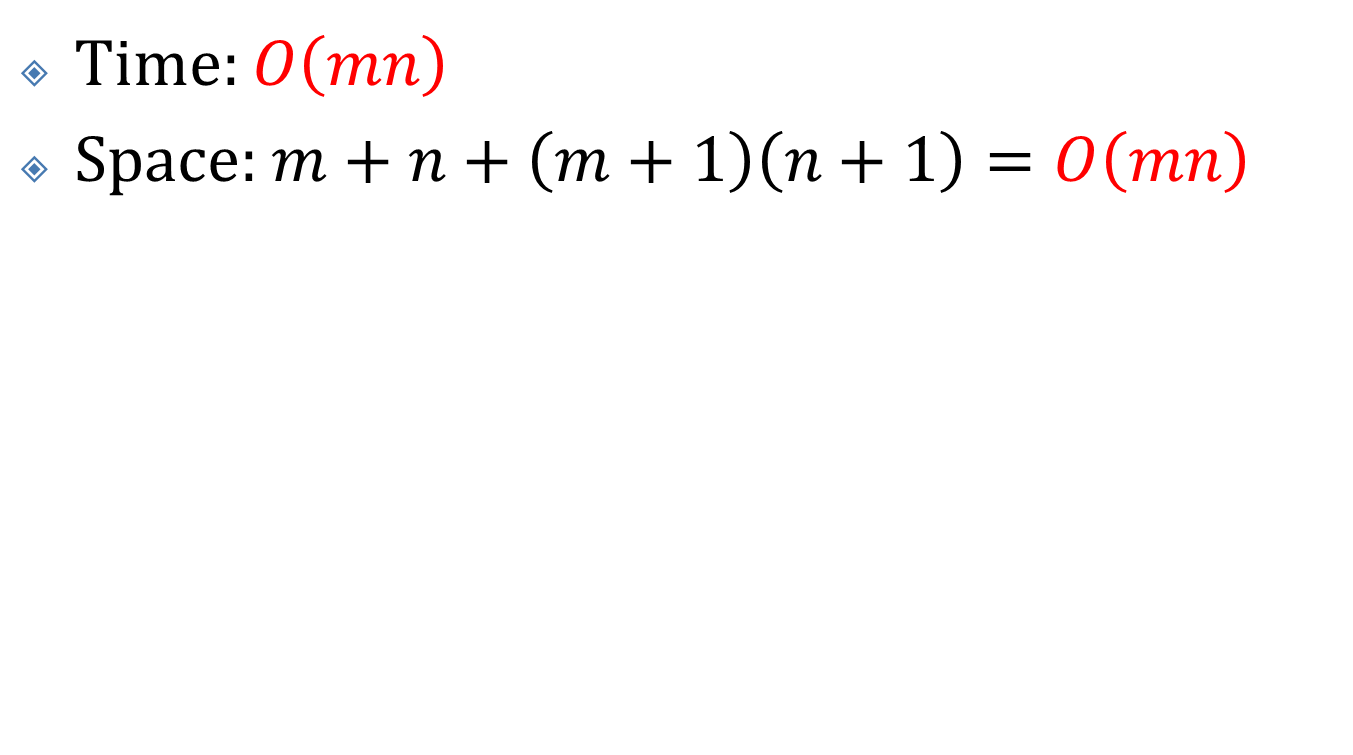 Time: O(mn)
Space: m + n + (m + 1)(n + 1) = O(mn)